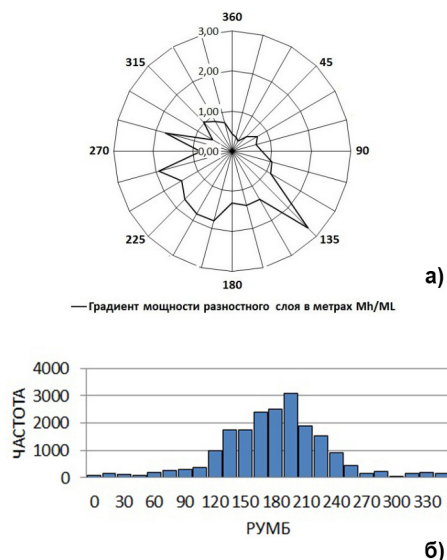 360
3,00
315
45
2,00
1,00
270
0,00
90
225
135
180
а)
Градиент мощности разностного слоя в метрах Mh/ML
4000
3000
2000
1000
0
ЧАСТОТА
0 30 60 90 120 150 180 210 240 270 300 330
РУМБ
б)